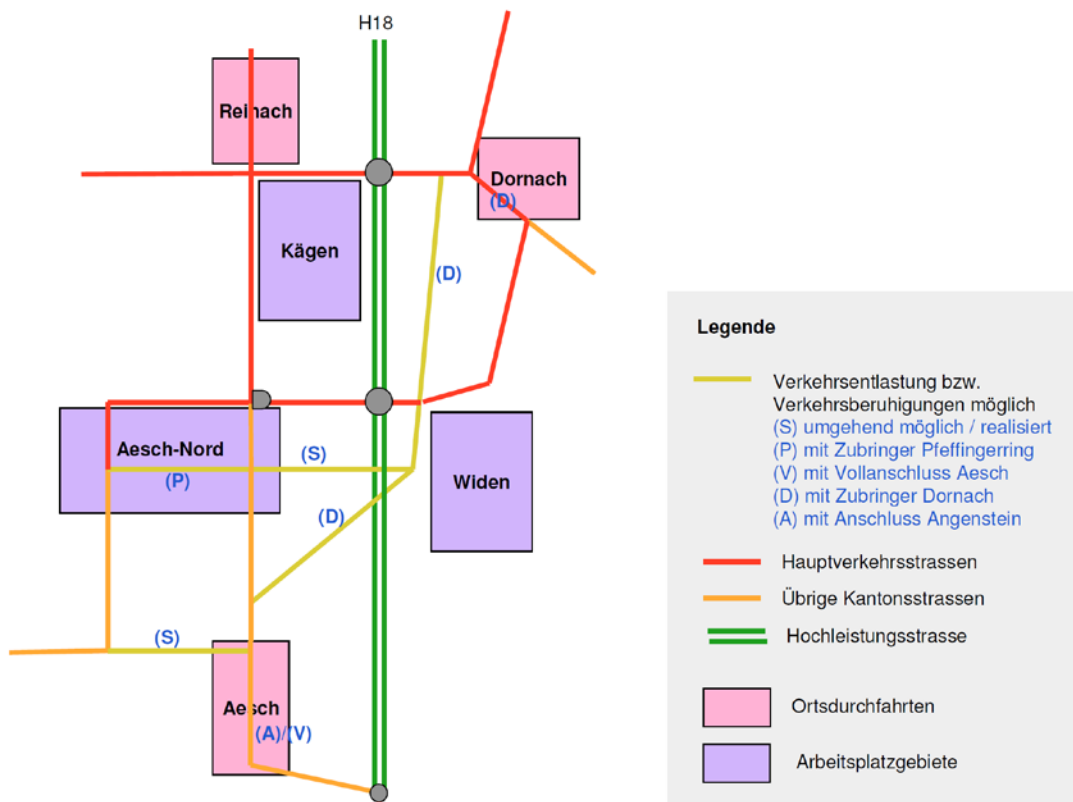 H18
Reinach
Dornach
(D)
Kägen
(D)
Aesch-Nord
(S)
(P)
Widen
(D)
(S)
Aesch
(A)/(V)
Legende
Verkehrsentlastung bzw.
Verkehrsberuhigungen möglich
(S) umgehend möglich / realisiert
(P) mit Zubringer Pfeffingerring
(V) mit Vollanschluss Aesch
(D) mit Zubringer Dornach
(A) mit Anschluss Angenstein
Hauptverkehrsstrassen
Übrige Kantonsstrassen
Hochleistungsstrasse
Ortsdurchfahrten
Arbeitsplatzgebiete